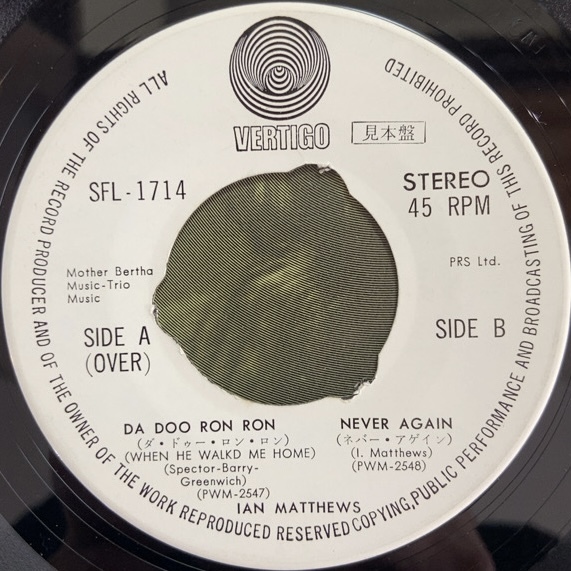 VERTIGO
見本盤
SFL-1714
STEREO
45 RPM
Mother Bertha
Music-Trio
Music
PRS Ltd.
SIDE A
(OVER)
SIDE B
DA DOO RON RON
(ダ・ドゥー・ロン・ロン)
(WHEN HE WALKD ME HOME)
(Spector-Barry-
Greenwich)
(PWM-2547)
NEVER AGAIN
(ネバー・アゲイン)
(I. Matthews)
(PWM-2548)
IAN MATTHEWS
ALL RIGHTS OF THE RECORD PRODUCER AND OF THE OWNER OF THE WORK REPRODUCED RESERVED COPYING, PUBLIC PERFORMANCE AND BROADCASTING OF THIS RECORD PROHIBITED